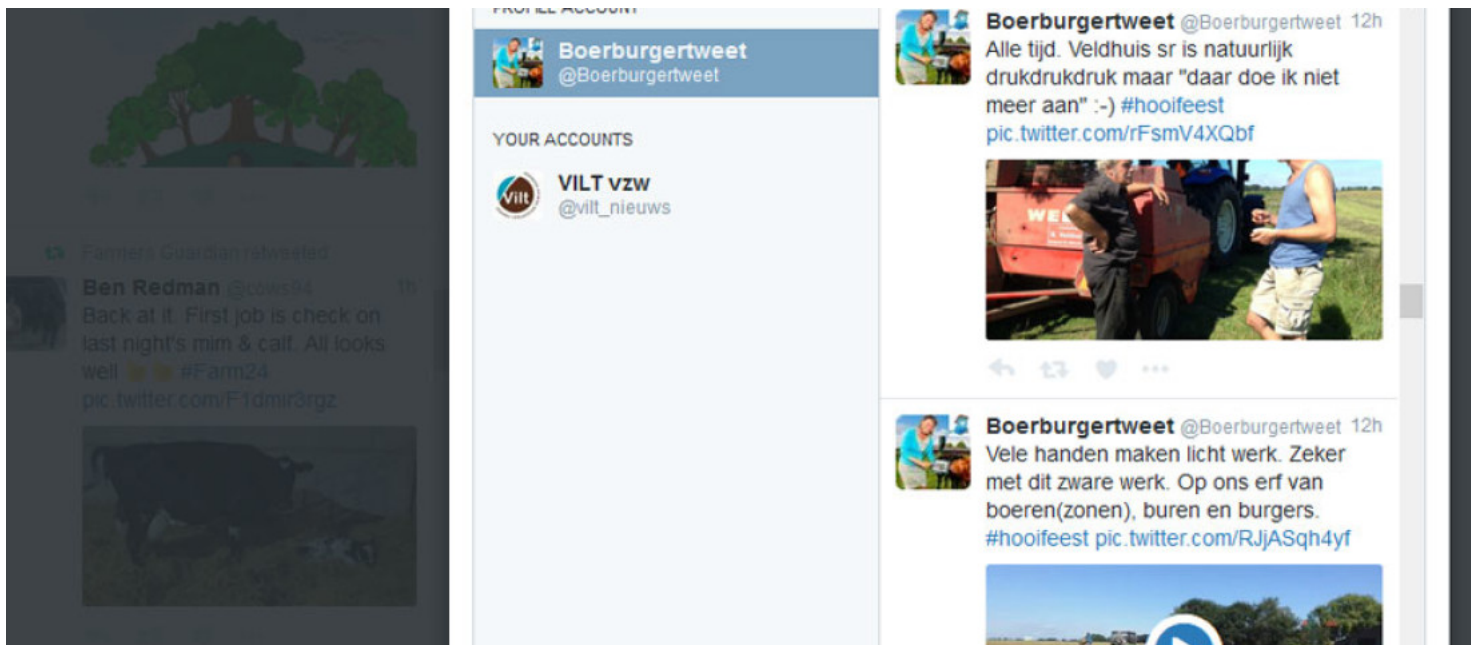 Farmers Guardian retweeted
Ben Redman @cows94 1h
Back at it. First job is check on
last night's mim & calf. All looks
well #Farm24
pic.twitter.com/F1dmir3rgz
PROFILE ACCOUNT
Boerburgertweet
@Boerburgertweet
YOUR ACCOUNTS
Vilt
VILT vzw
@vilt_nieuws
Boerburgertweet @Boerburgertweet 12h
Alle tijd. Veldhuis sr is natuurlijk
drukdrukdruk maar "daar doe ik niet
meer aan" :-) #hooifeest
pic.twitter.com/rFsmV4XQbf
WE
Boerburgertweet @Boerburgertweet 12h
Vele handen maken licht werk. Zeker
met dit zware werk. Op ons erf van
boeren(zonen), buren en burgers.
#hooifeest pic.twitter.com/RJjASqh4yf